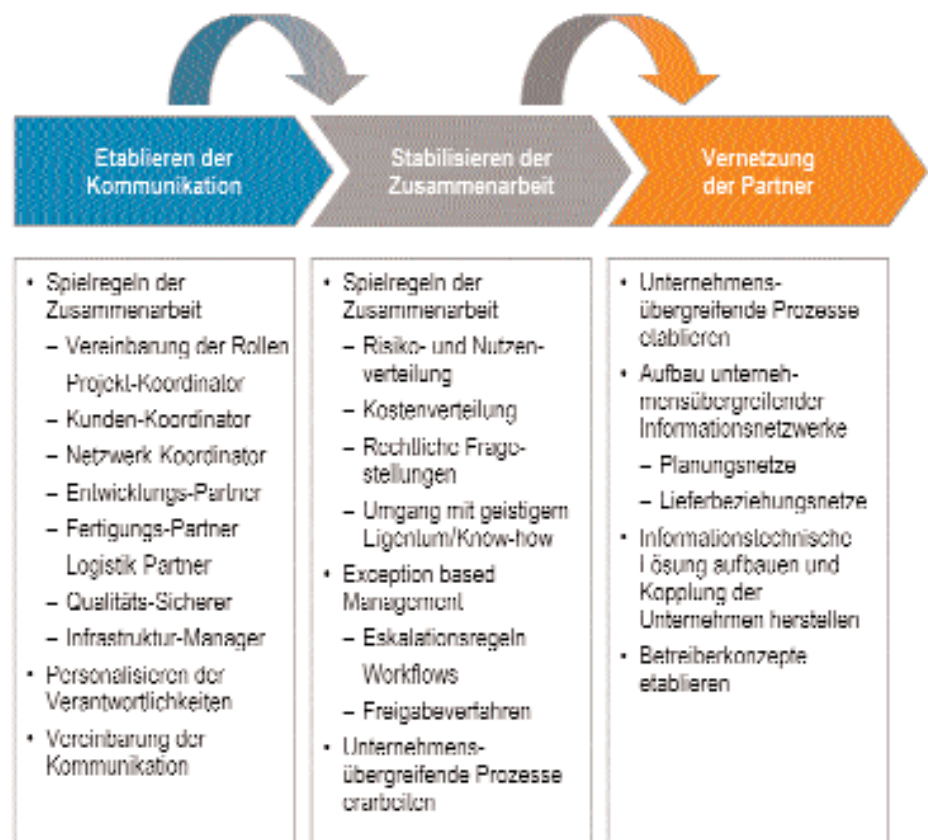 Etablieren der
Kommunikation
Stabilisieren der
Zusammenarbeit
Vernetzung
der Partner
• Spielregeln der
Zusammenarbeit
– Vereinbarung der Rollen
Projekt-Koordinator
– Kunden-Koordinator
– Netzwerk Koordinator
– Entwicklungs-Partner
– Fertigungs-Partner
Logistik Partner
– Qualitäts-Sicherer
– Infrastruktur-Manager
• Personalisieren der
Verantwortlichkeiten
• Vereinbarung der
Kommunikation
• Spielregeln der
Zusammenarbeit
– Risiko- und Nutzen-
verteilung
– Kostenverteilung
– Rechtliche Frage-
stellungen
– Umgang mit geistigem
Eigentum/Know-how
• Exception based
Management
– Eskalationsregeln
Workflows
– Freigabeverfahren
• Unternehmens-
übergreifende Prozesse
erarbeiten
• Unternehmens-
übergreifende Prozesse
etablieren
• Aufbau unterneh-
mensübergreifender
Informationsnetzwerke
– Planungsnetze
– Lieferbeziehungsnetze
• Informationstechnische
Lösung aufbauen und
Kopplung der
Unternehmen herstellen
• Betreiberkonzepte
etablieren